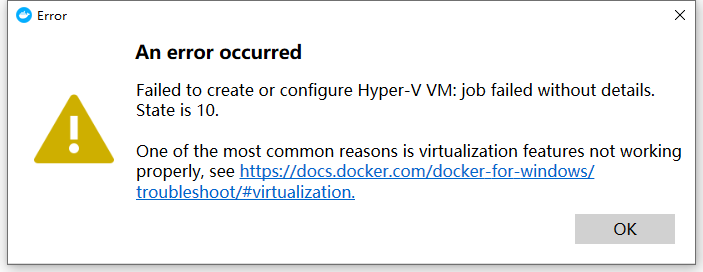 Error
An error occurred
Failed to create or configure Hyper-V VM: job failed without details.
State is 10.
One of the most common reasons is virtualization features not working
properly, see https://docs.docker.com/docker-for-windows/
troubleshoot/#virtualization.
OK